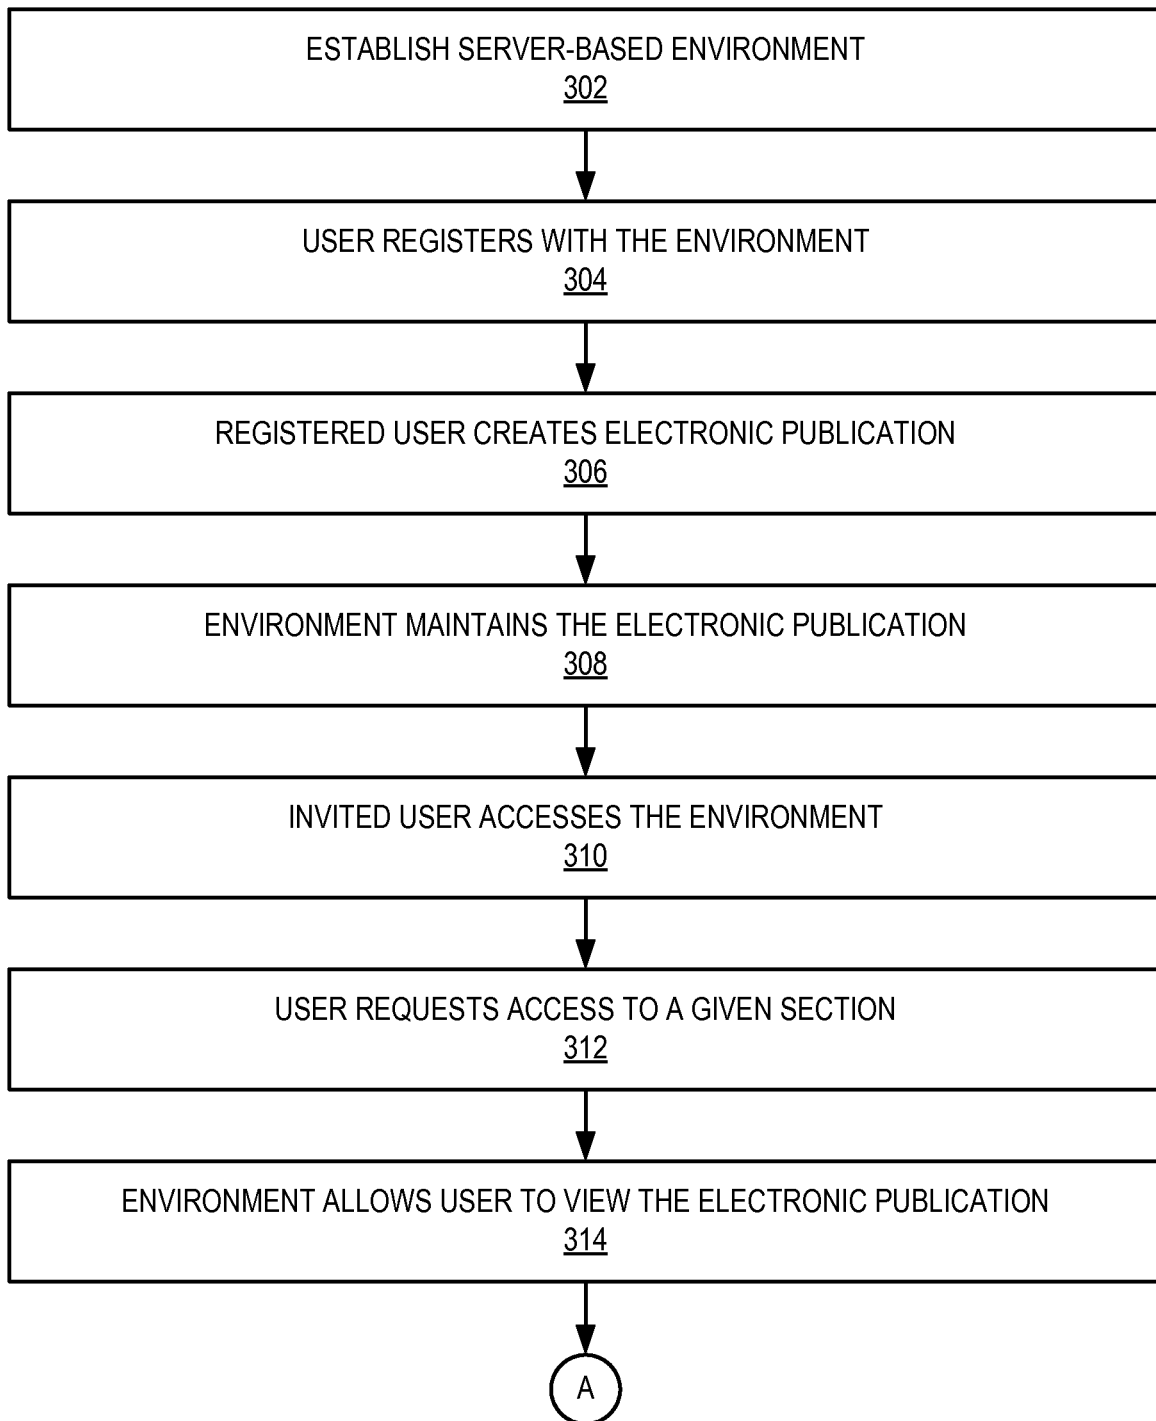 ESTABLISH SERVER-BASED ENVIRONMENT
302
USER REGISTERS WITH THE ENVIRONMENT
304
REGISTERED USER CREATES ELECTRONIC PUBLICATION
306
ENVIRONMENT MAINTAINS THE ELECTRONIC PUBLICATION
308
INVITED USER ACCESSES THE ENVIRONMENT
310
USER REQUESTS ACCESS TO A GIVEN SECTION
312
ENVIRONMENT ALLOWS USER TO VIEW THE ELECTRONIC PUBLICATION
314
A